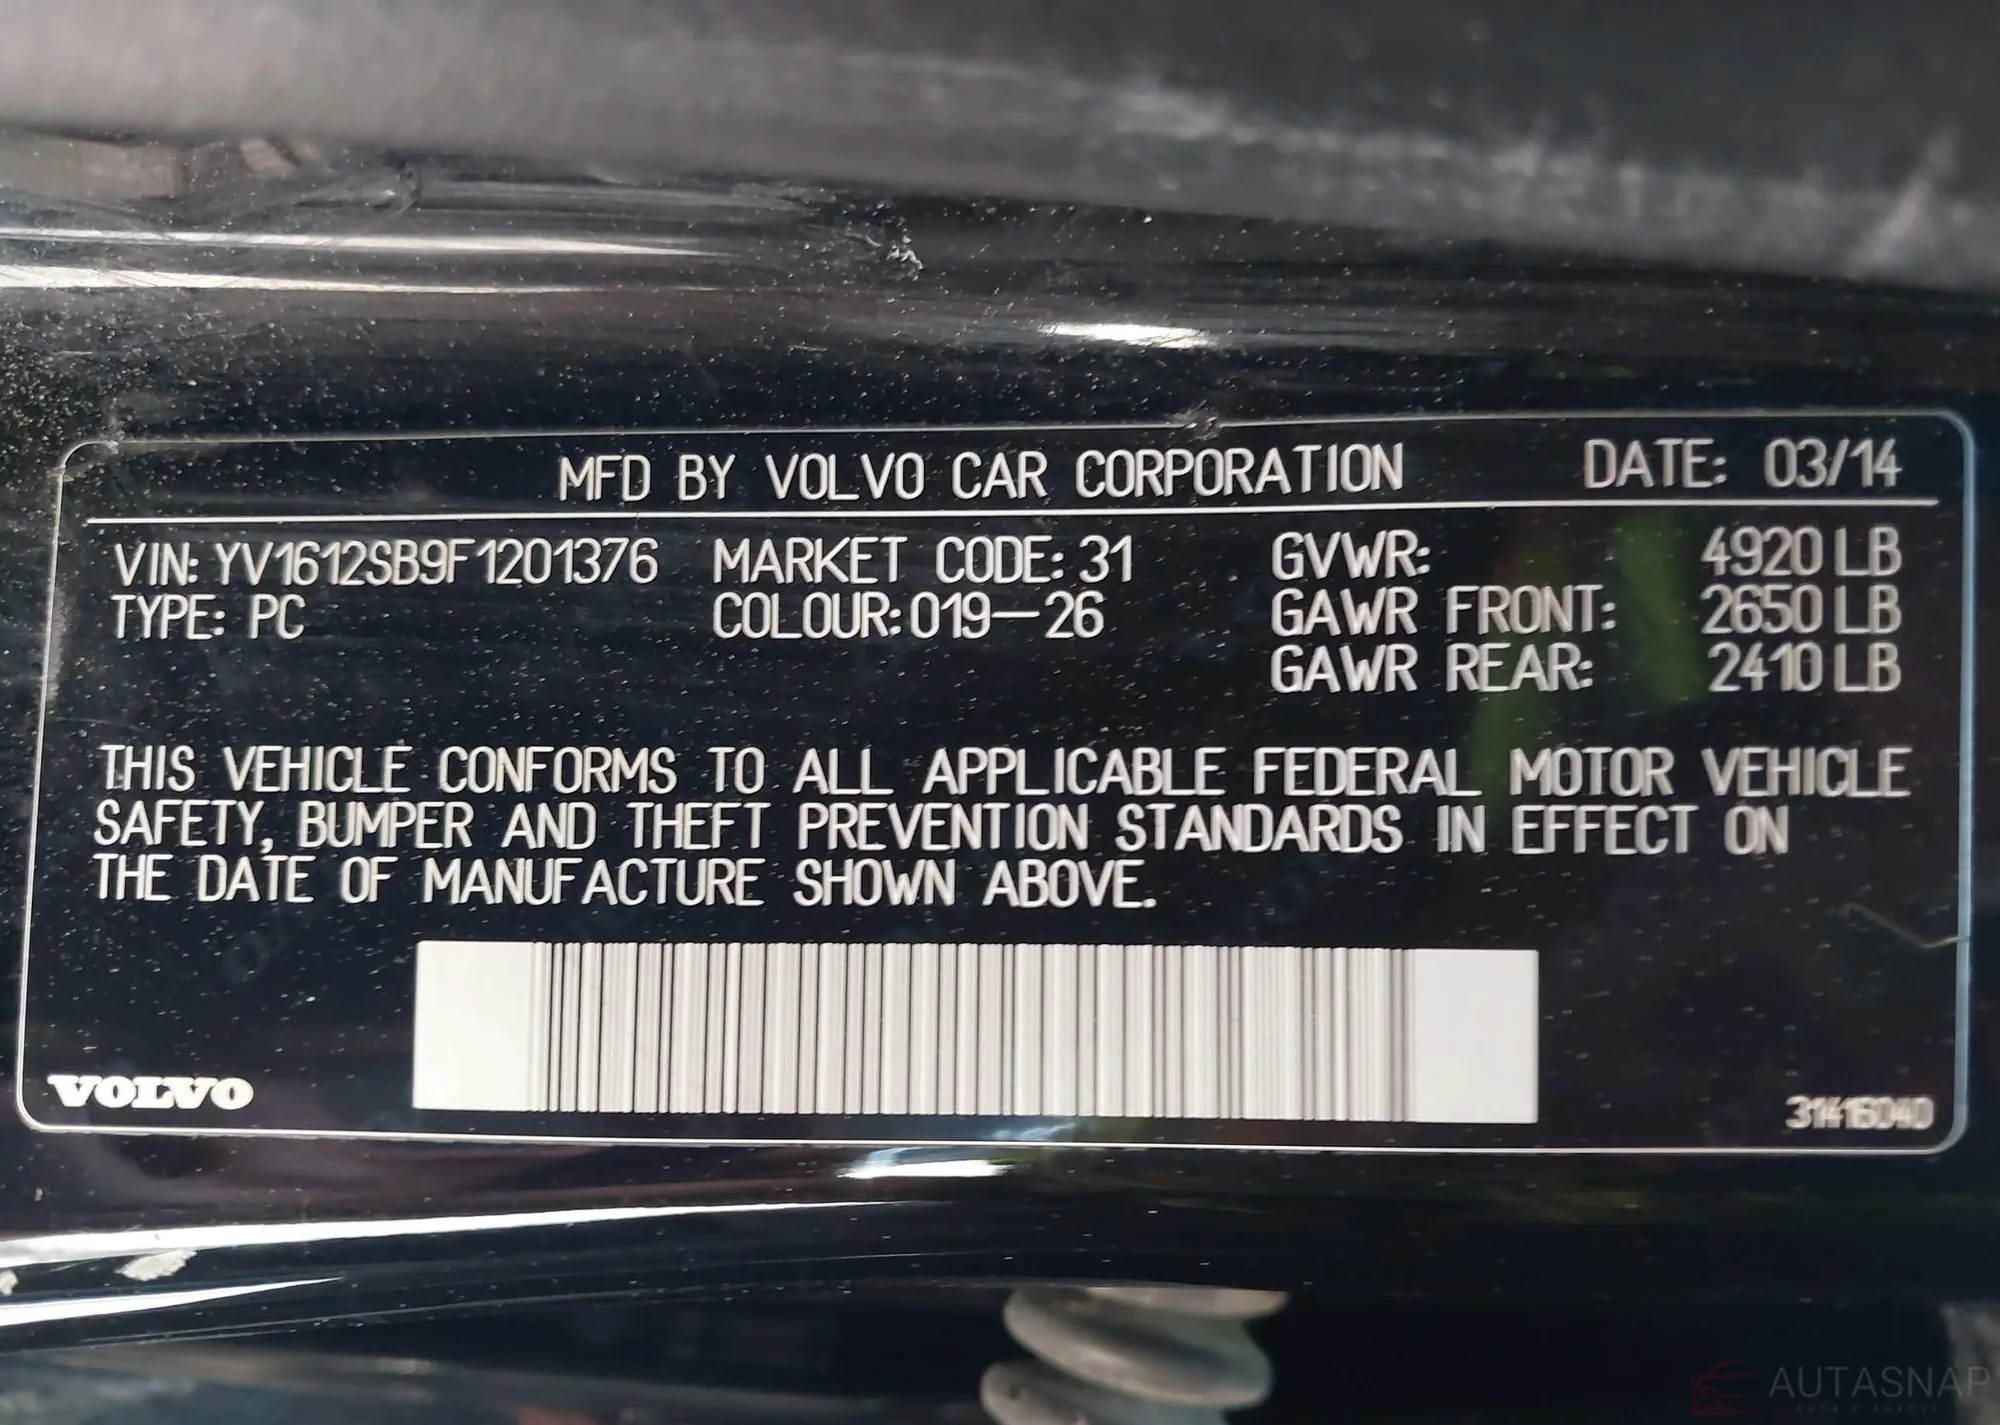 MFD BY VOLVO CAR CORPORATION DATE: 03/14
VIN: YV1612SB9F1201376 MARKET CODE: 31 GVWR: 4920 LB
TYPE: PC COLOUR: 019-26 GAWR FRONT: 2650 LB
GAWR REAR: 2410 LB
THIS VEHICLE CONFORMS TO ALL APPLICABLE FEDERAL MOTOR VEHICLE
SAFETY, BUMPER AND THEFT PREVENTION STANDARDS IN EFFECT ON
THE DATE OF MANUFACTURE SHOWN ABOVE.
VOLVO
31416040
AUTASNAP
AUTA Z AUKCJI